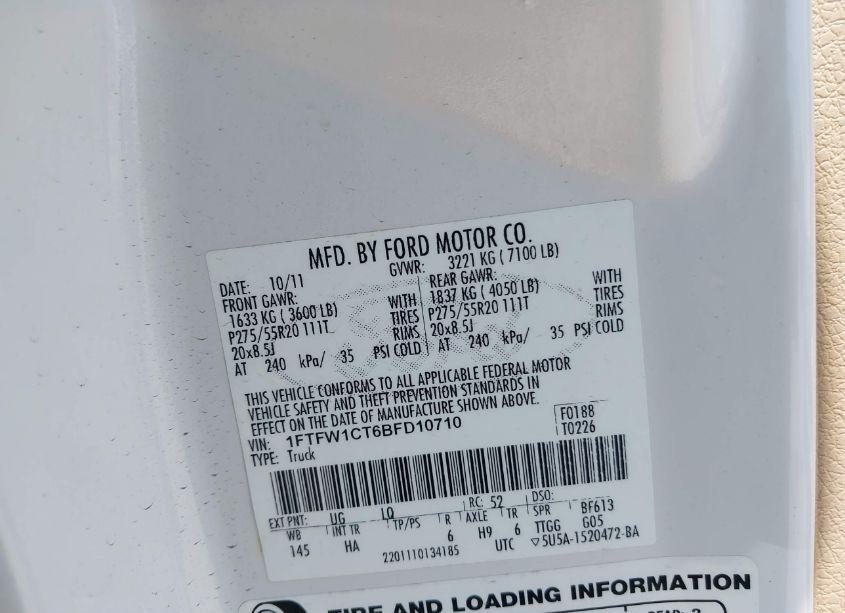 MFD. BY FORD MOTOR CO.
DATE: 10/11 GVWR: 3221 KG ( 7100 LB)
FRONT GAWR: REAR GAWR:
1633 KG ( 3600 LB) WITH 1837 KG ( 4050 LB) WITH
P275/55R20 111T TIRES P275/55R20 111T TIRES
20x8.5J RIMS 20x8.5J RIMS
AT 240 kPa/ 35 PSI COLD AT 240 kPa/ 35 PSI COLD
THIS VEHICLE CONFORMS TO ALL APPLICABLE FEDERAL MOTOR
VEHICLE SAFETY AND THEFT PREVENTION STANDARDS IN
EFFECT ON THE DATE OF MANUFACTURE SHOWN ABOVE.
VIN: 1FTFW1CT6BFD10710 F0188
TYPE: Truck T0226
EXT PNT: UG LQ RC: 52 DSO:
WB INT TR TP/PS R AXLE TR SPR BF613
145 HA 6 H9 6 TTGG G05
2201110134185 UTC ▽5U5A-1520472-BA
TIRE AND LOADING INFORMATION